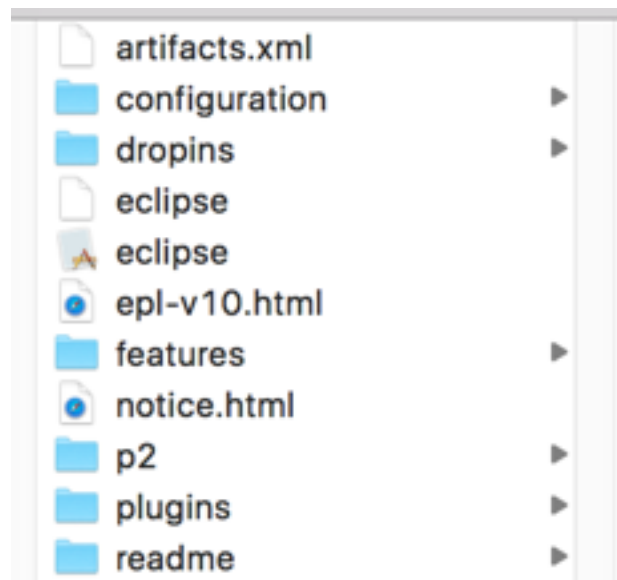 artifacts.xml
configuration
dropins
eclipse
eclipse
epl-v10.html
features
notice.html
p2
plugins
readme